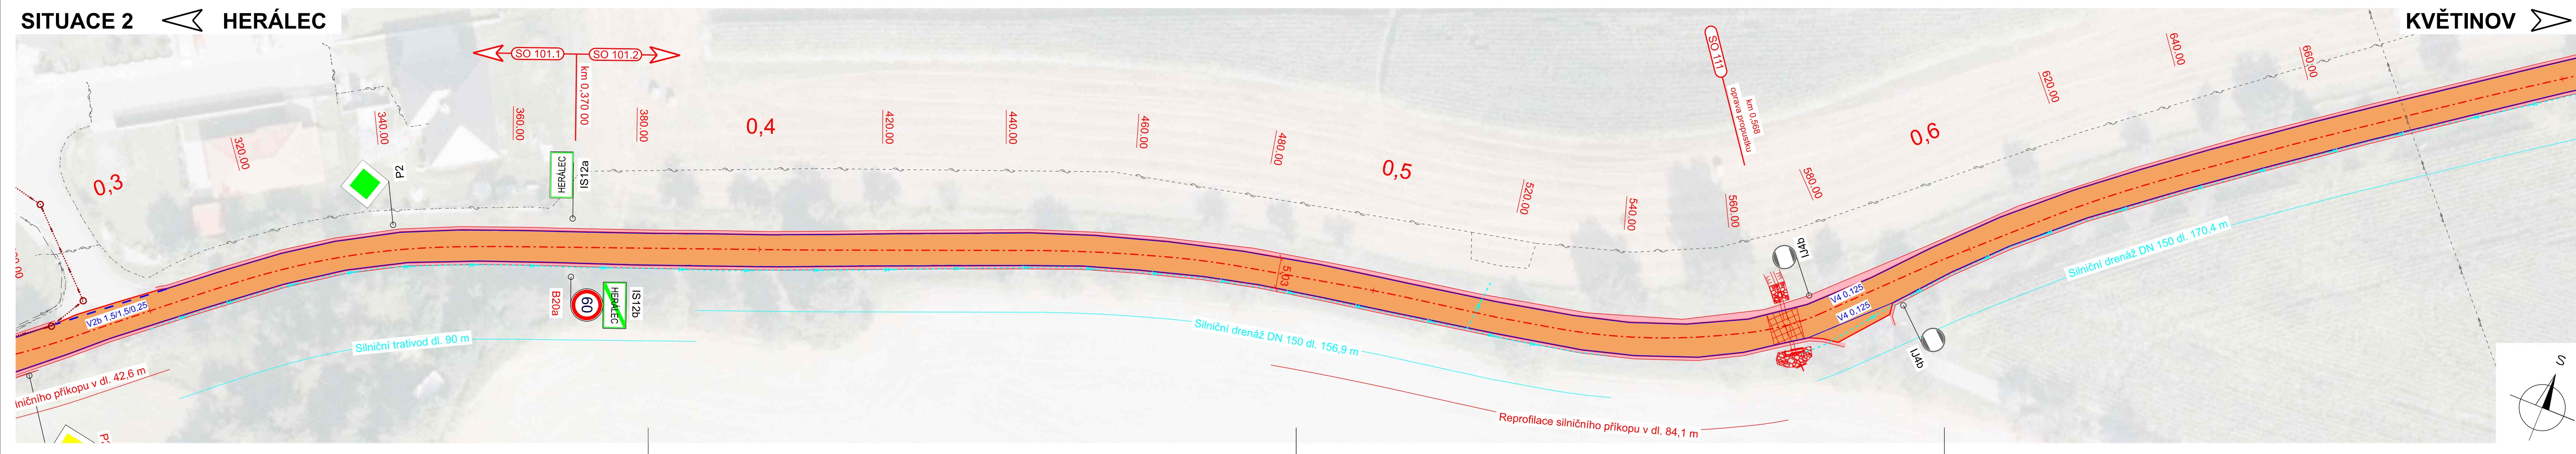 SITUACE 2
HERÁLEC
KVĚTINOV
SO 101.1
SO 101.2
km 0,370 00
SO 111
km 0,568
oprava propustku
0,3
320.00
340.00
360.00
380.00
0,4
420.00
440.00
460.00
480.00
0,5
520.00
540.00
560.00
580.00
0,6
620.00
640.00
660.00
P2
HERÁLEC
IS12a
B20a
60
HERÁLEC
IS12b
5,03
IJ4b
IJ4b
V4 0.125
V4 0.125
V2b 1,5/1.5/0,25
Silniční trativod dl. 90 m
Silniční drenáž DN 150 dl. 156,9 m
Silniční drenáž DN 150 dl. 170.4 m
Reprofilace silničního příkopu v dl. 84,1 m
iničního příkopu v dl. 42,6 m
S